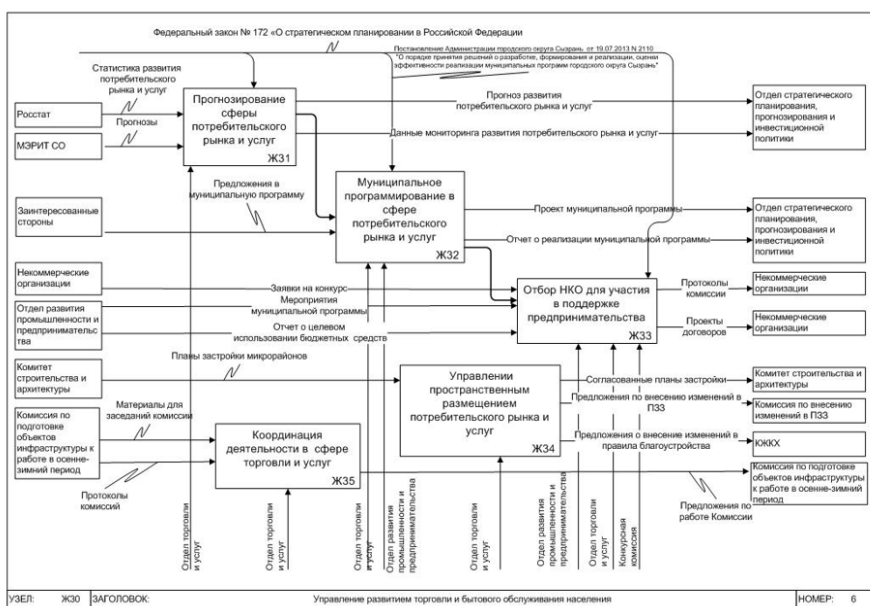 Федеральный закон № 172 «О стратегическом планировании в Российской Федерации
Постановление Администрации городского округа Сызрань от 19.07.2013 N 2110
"О порядке принятия решений о разработке, формирования и реализации, оценки
эффективности реализации муниципальных программ городского округа Сызрань"
Статистика развития
потребительского
рынка и услуг
Росстат
Прогнозы
МЭРИТ СО
Прогнозирование
сферы
потребительского
рынка и услуг
Ж31
Прогноз развития
потребительского рынка и услуг
Данные мониторинга развития потребительского рынка и услуг
Отдел стратегического
планирования,
прогнозирования и
инвестиционной
политики
Предложения в
муниципальную программу
Заинтересованные
стороны
Муниципальное
программирование в
сфере
потребительского
рынка и услуг
Ж32
Проект муниципальной программы
Отчет о реализации муниципальной программы
Отдел стратегического
планирования,
прогнозирования и
инвестиционной
политики
Некоммерческие
организации
Заявки на конкурс
Отдел развития
промышленности и
предпринимательс
тва
Мероприятия
муниципальной программы
Отчет о целевом
использовании бюджетных средств
Отбор НКО для участия
в поддержке
предпринимательства
Ж33
Протоколы
комиссии
Некоммерческие
организации
Проекты
договоров
Некоммерческие
организации
Комитет
строительства и
архитектуры
Планы застройки микрорайонов
Управлении
пространственным
размещением
потребительского рынка и
услуг
Ж34
Согласованные планы застройки
Комитет строительства и
архитектуры
Предложения по внесению изменений в
ПЗЗ
Комиссия по внесению
изменений в ПЗЗ
Предложения о внесение изменений в
правила благоустройства
КЖКХ
Комиссия по
подготовке
объектов
инфраструктуры к
работе в осенне-
зимний период
Материалы для
заседаний комиссии
Протоколы
комиссий
Координация
деятельности в сфере
торговли и услуг
Ж35
Предложения по
работе Комиссии
Комиссия по подготовке
объектов инфраструктуры
к работе в осенне-зимний
период
Отдел торговли
и услуг
Отдел торговли
и услуг
Отдел торговли
и услуг
Отдел развития
промышленности и
предпринимательства
Отдел торговли
и услуг
Отдел развития
промышленности и
предпринимательства
Отдел торговли
и услуг
Конкурсная
комиссия
УЗЕЛ: Ж30 ЗАГОЛОВОК: Управление развитием торговли и бытового обслуживания населения НОМЕР: 6